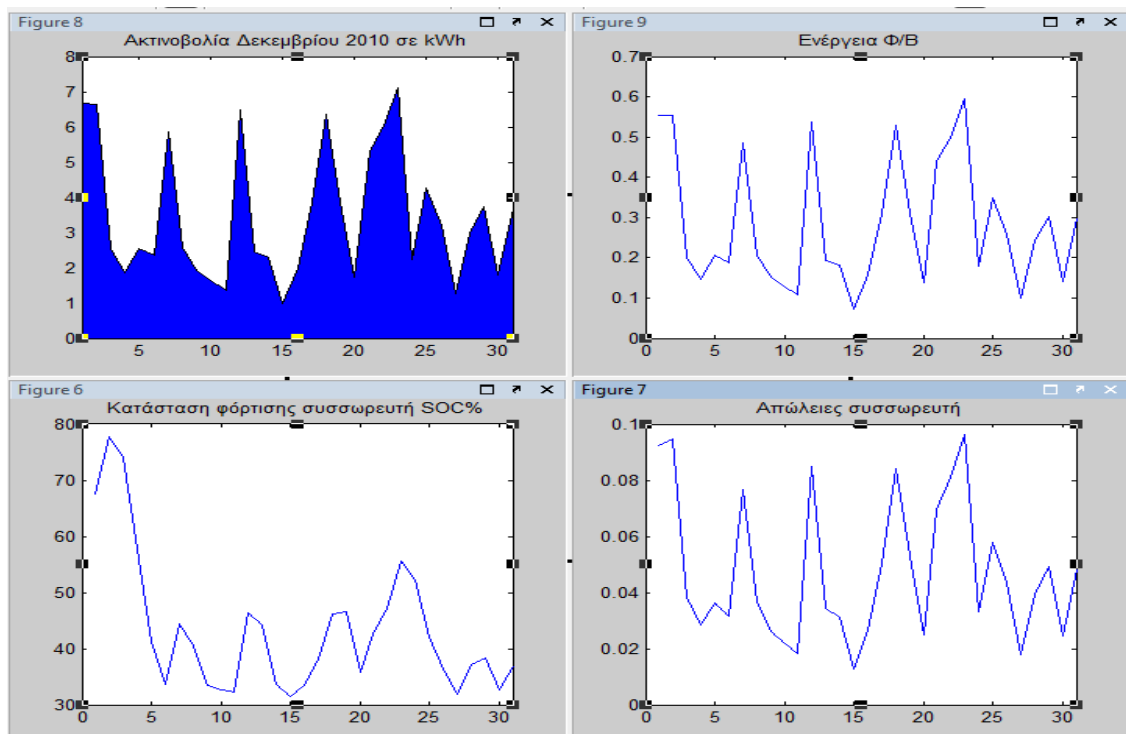 Figure 8
Ακτινοβολία Δεκεμβρίου 2010 σε kWh
8
7
6
5
4
3
2
1
0
5 10 15 20 25 30
Figure 9
Ενέργεια Φ/Β
0.7
0.6
0.5
0.4
0.3
0.2
0.1
0
0 5 10 15 20 25 30
Figure 6
Κατάσταση φόρτισης συσσωρευτή SOC%
80
70
60
50
40
30
0 5 10 15 20 25 30
Figure 7
Απώλειες συσσωρευτή
0.1
0.08
0.06
0.04
0.02
0
0 5 10 15 20 25 30